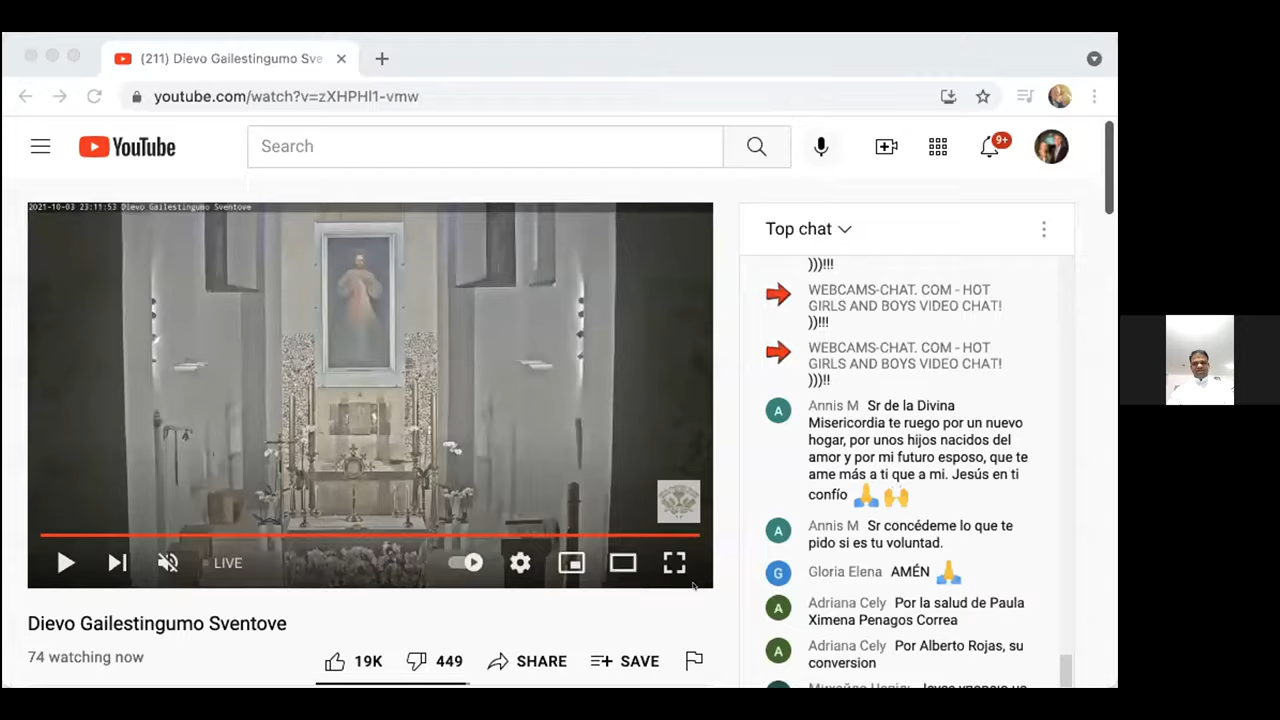 (211) Dievo Gailestingumo Sve
youtube.com/watch?v=zXHPHI1-vmw
YouTube
Search
9+
2021-10-03 23:11:53 Dievo Gailestingumo Sventove
LIVE
Dievo Gailestingumo Sventove
74 watching now
19K
449
SHARE
SAVE
Top chat
)))!!!
WEBCAMS-CHAT. COM - HOT
GIRLS AND BOYS VIDEO CHAT!
))!!!
WEBCAMS-CHAT. COM - HOT
GIRLS AND BOYS VIDEO CHAT!
)))!!
A
Annis M Sr de la Divina
Misericordia te ruego por un nuevo
hogar, por unos hijos nacidos del
amor y por mi futuro esposo, que te
ame más a ti que a mi. Jesús en ti
confío
A
Annis M Sr concédeme lo que te
pido si es tu voluntad.
G
Gloria Elena AMÉN
A
Adriana Cely Por la salud de Paula
Ximena Penagos Correa
A
Adriana Cely Por Alberto Rojas, su
conversion